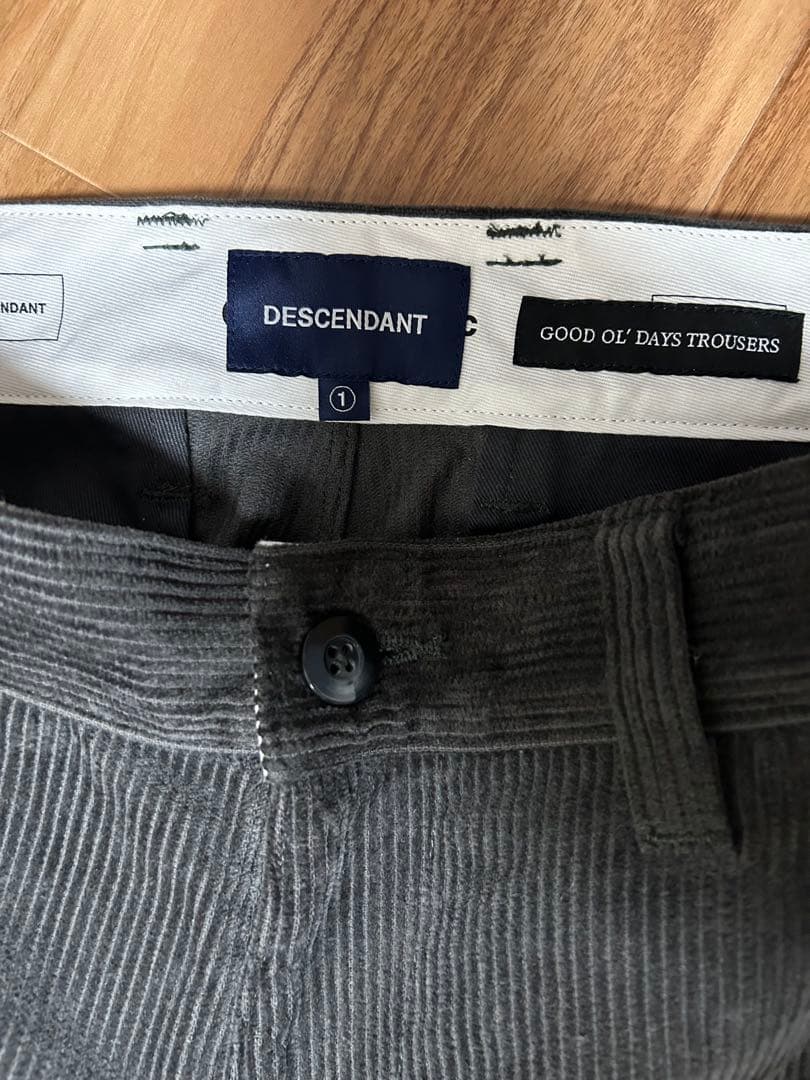 NDANT
DESCENDANT
C
GOOD OL' DAYS TROUSERS
1